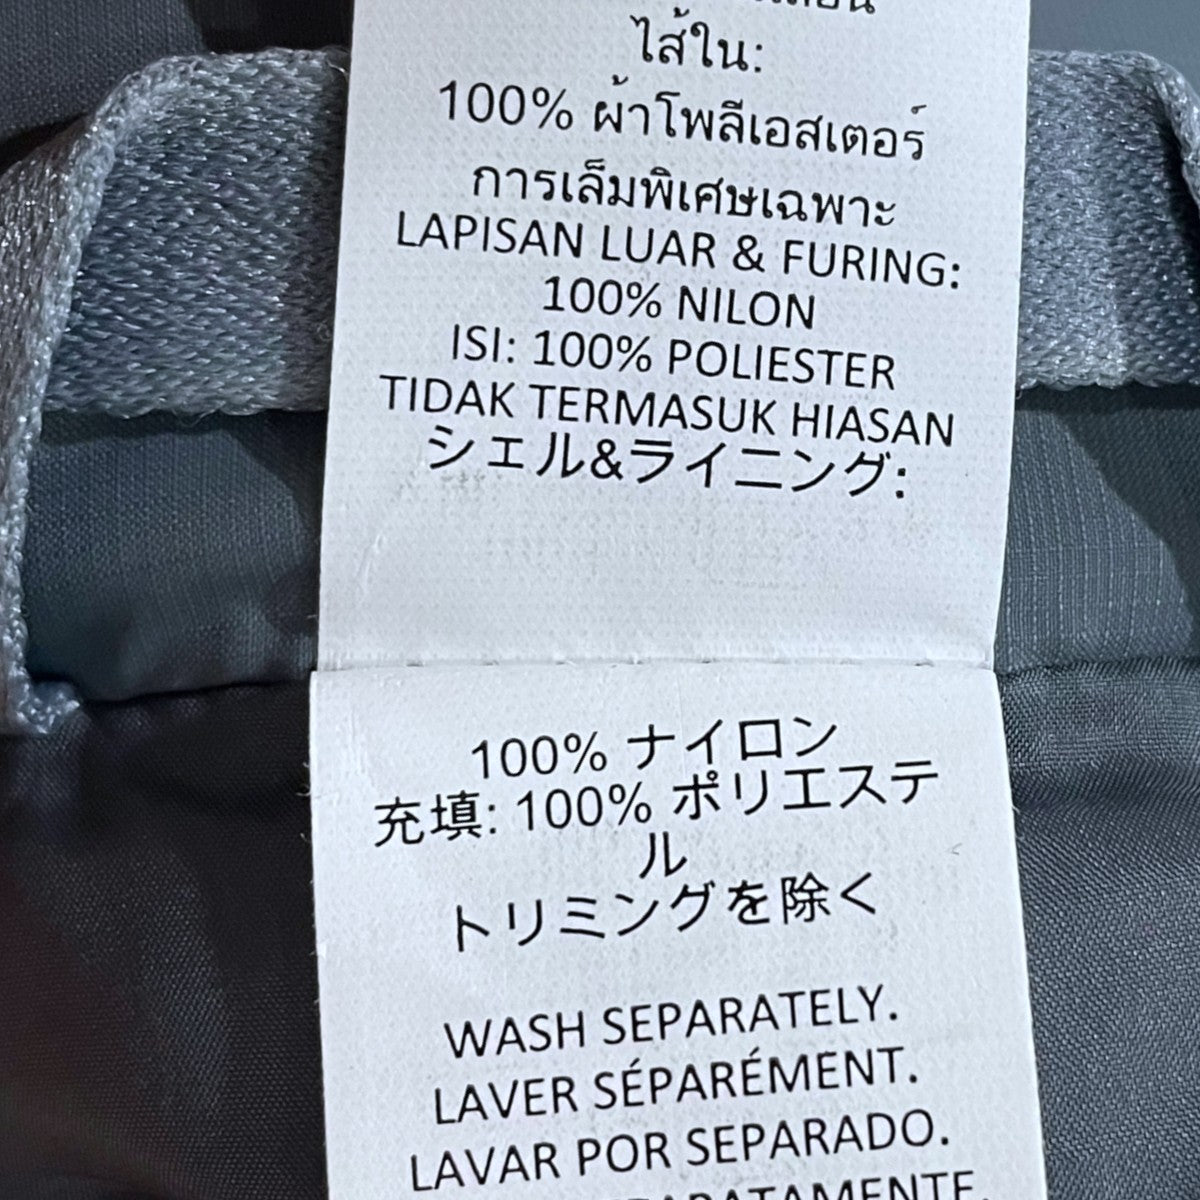 ไส้ใน:
100% ผ้าโพลีเอสเตอร์
การเล็มพิเศษเฉพาะ
LAPISAN LUAR & FURING:
100% NILON
ISI: 100% POLIESTER
TIDAK TERMASUK HIASAN
シェル&ライニング:
100% ナイロン
充填: 100% ポリエステ
ル
トリミングを除く
WASH SEPARATELY.
LAVER SÉPARÉMENT.
LAVAR POR SEPARADO.